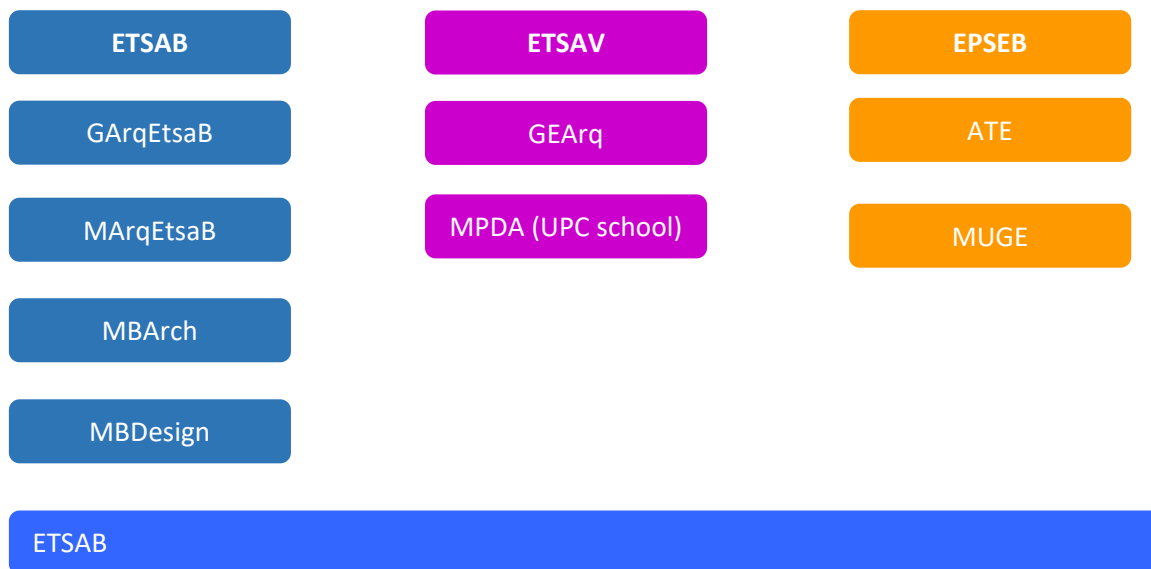 ETSAB
ETSAV
EPSEB
GArqEtsaB
GEArq
ATE
MArqEtsaB
MPDA (UPC school)
MUGE
MBArch
MBDesign
ETSAB